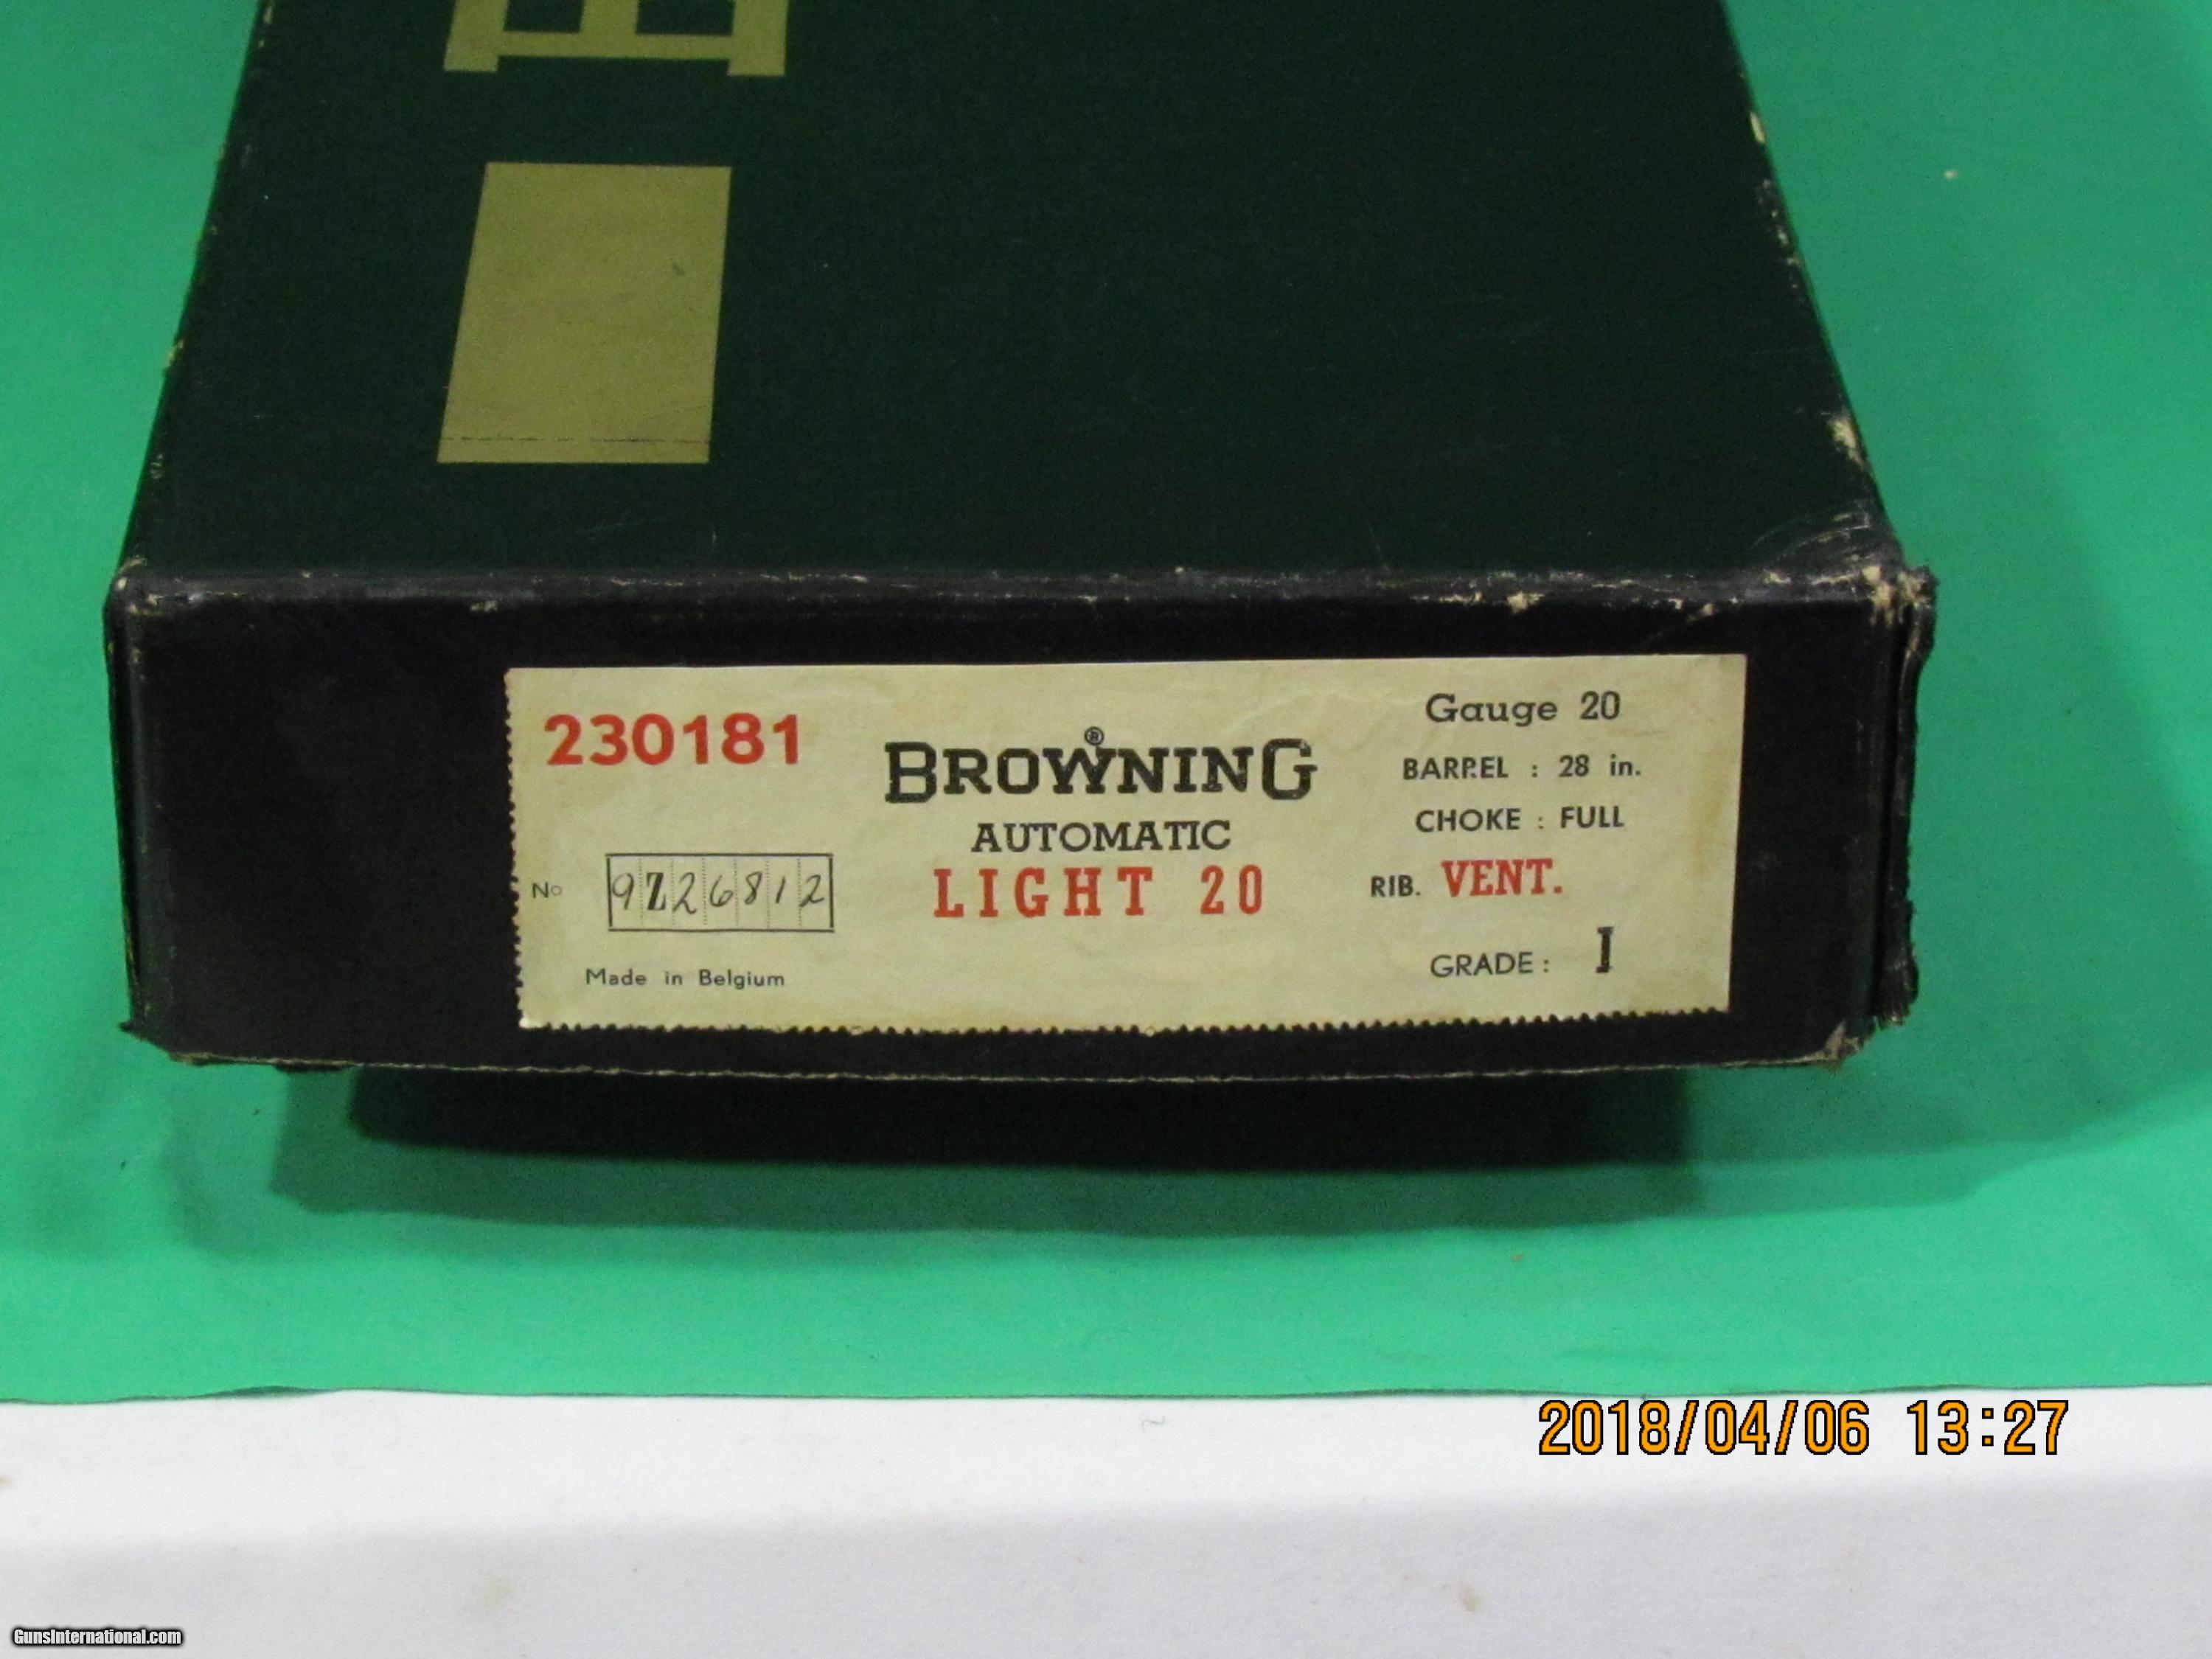 230181
BROWNING®
AUTOMATIC
LIGHT 20
No 9Z26812
Made in Belgium
Gauge 20
BARREL : 28 in.
CHOKE : FULL
RIB. VENT.
GRADE : I
2018/04/06 13:27
GunsInternational.com